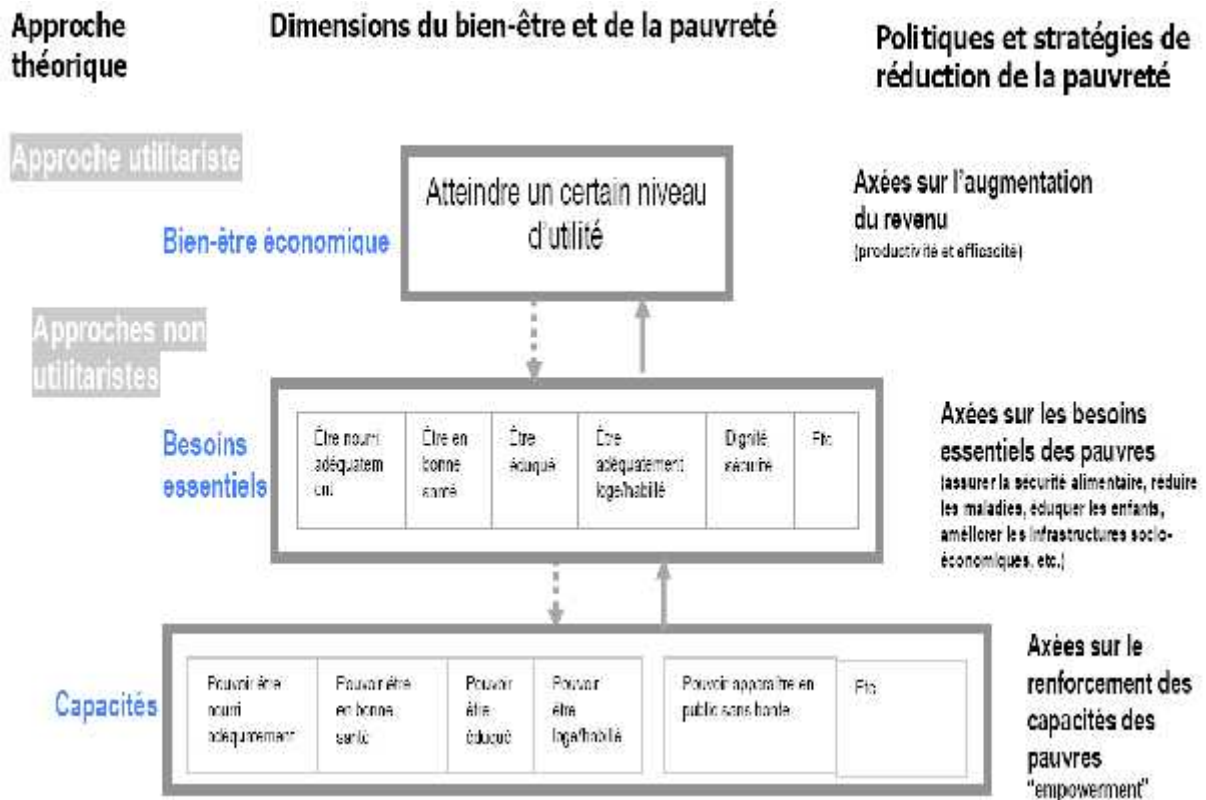 Approche
théorique
Dimensions du bien-être et de la pauvreté
Politiques et stratégies de
réduction de la pauvreté
Approche utilitariste
Bien-être économique
Atteindre un certain niveau
d'utilité
Axées sur l'augmentation
du revenu
(productivité et efficacité)
Approches non
utilitaristes
Besoins
essentiels
Être nourri
adéquatem
ent
Être en
bonne
santé
Être
éduqué
Être
adéquatement
logé/habillé
Dignité,
sécurité
Etc
Axées sur les besoins
essentiels des pauvres
(assurer la sécurité alimentaire, réduire
les maladies, éduquer les enfants,
améliorer les infrastructures socio-
économiques, etc.)
Capacités
Pouvoir être
nourri
adéquatement
Pouvoir être
en bonne
santé
Pouvoir
être
éduqué
Pouvoir
être
logé/habillé
Pouvoir apparaître en
public sans honte
Etc
Axées sur le
renforcement des
capacités des
pauvres
"empowerment"